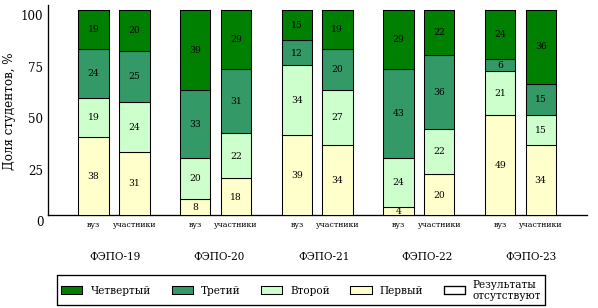 Доля студентов, %
100
75
50
25
0
19 20 39 29 15 19 29 22 24 36
24 25 33 31 12 20 43 36 6 15
19 24 20 22 34 27 24 22 21 15
38 31 8 18 39 34 4 20 49 34
вуз участники вуз участники вуз участники вуз участники вуз участники
ФЭПО-19 ФЭПО-20 ФЭПО-21 ФЭПО-22 ФЭПО-23
Четвертый Третий Второй Первый Результаты
отсутствуют